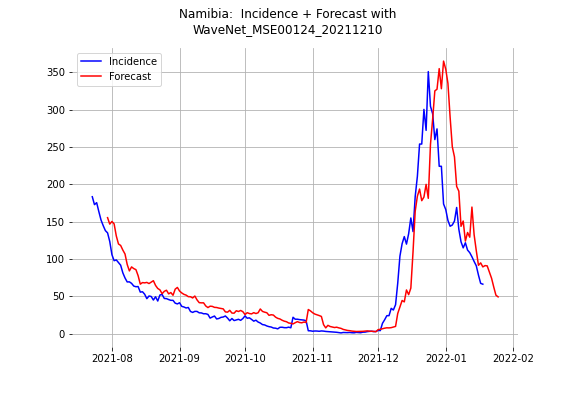 Namibia:  Incidence + Forecast with
WaveNet_MSE00124_20211210
Incidence
Forecast
350
300
250
200
150
100
50
0
2021-08 2021-09 2021-10 2021-11 2021-12 2022-01 2022-02